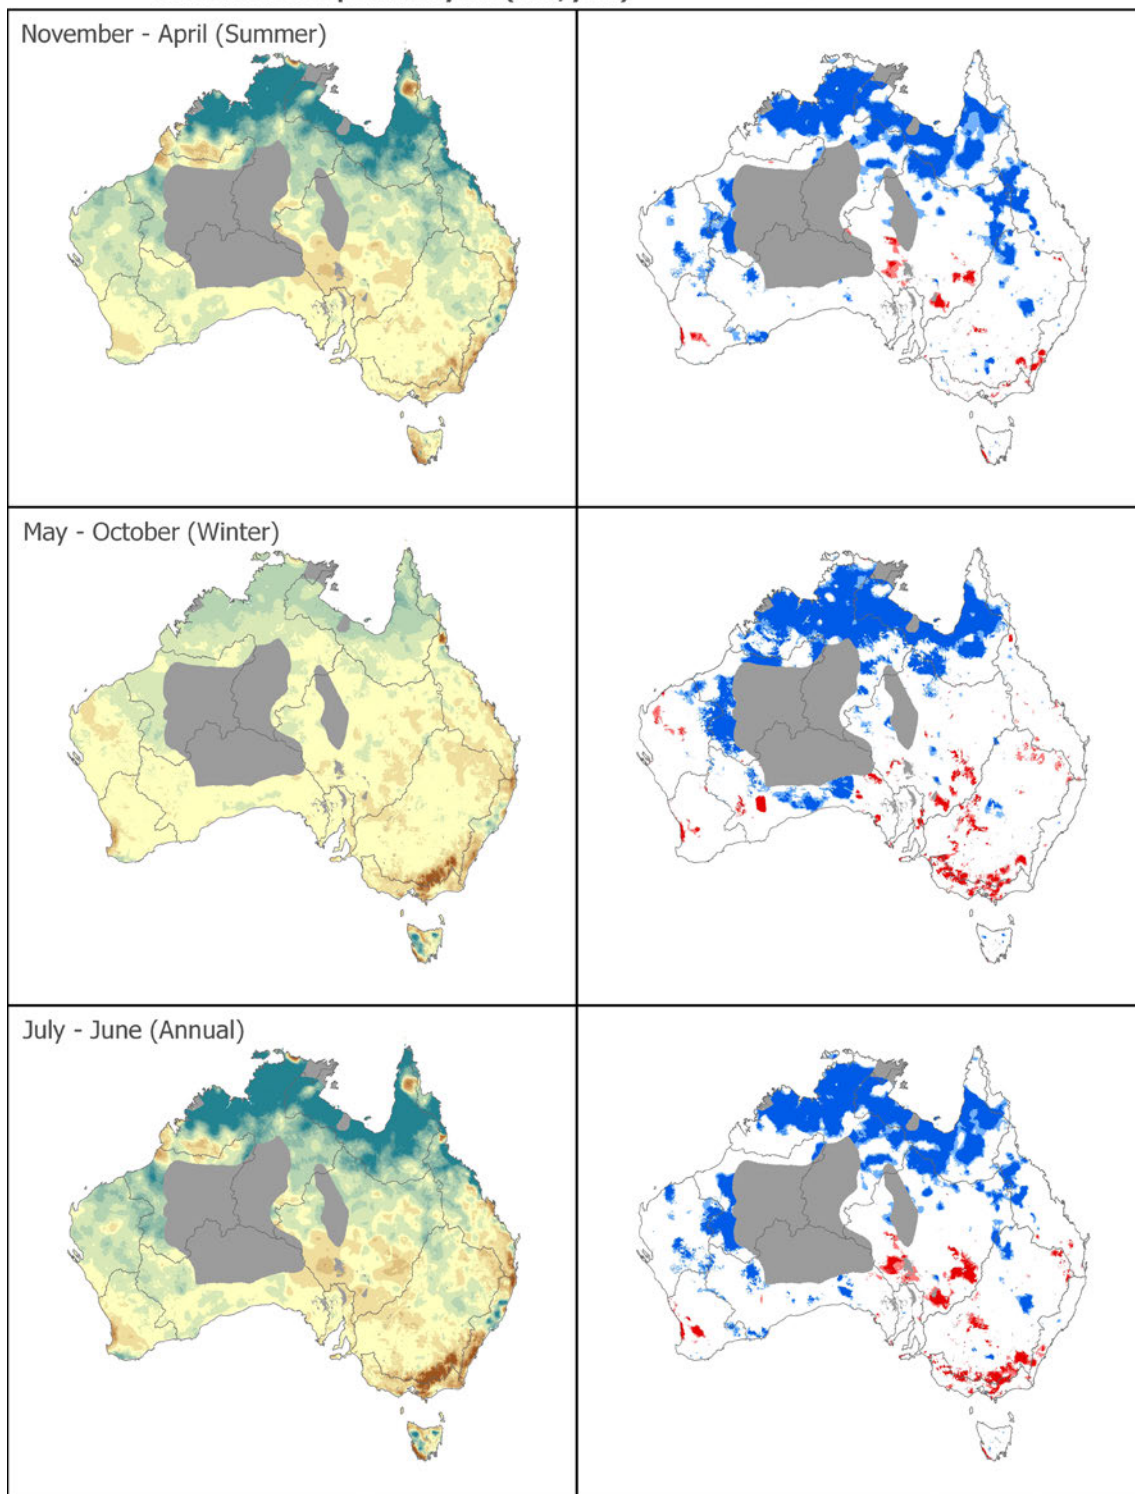 November - April (Summer)
May - October (Winter)
July - June (Annual)